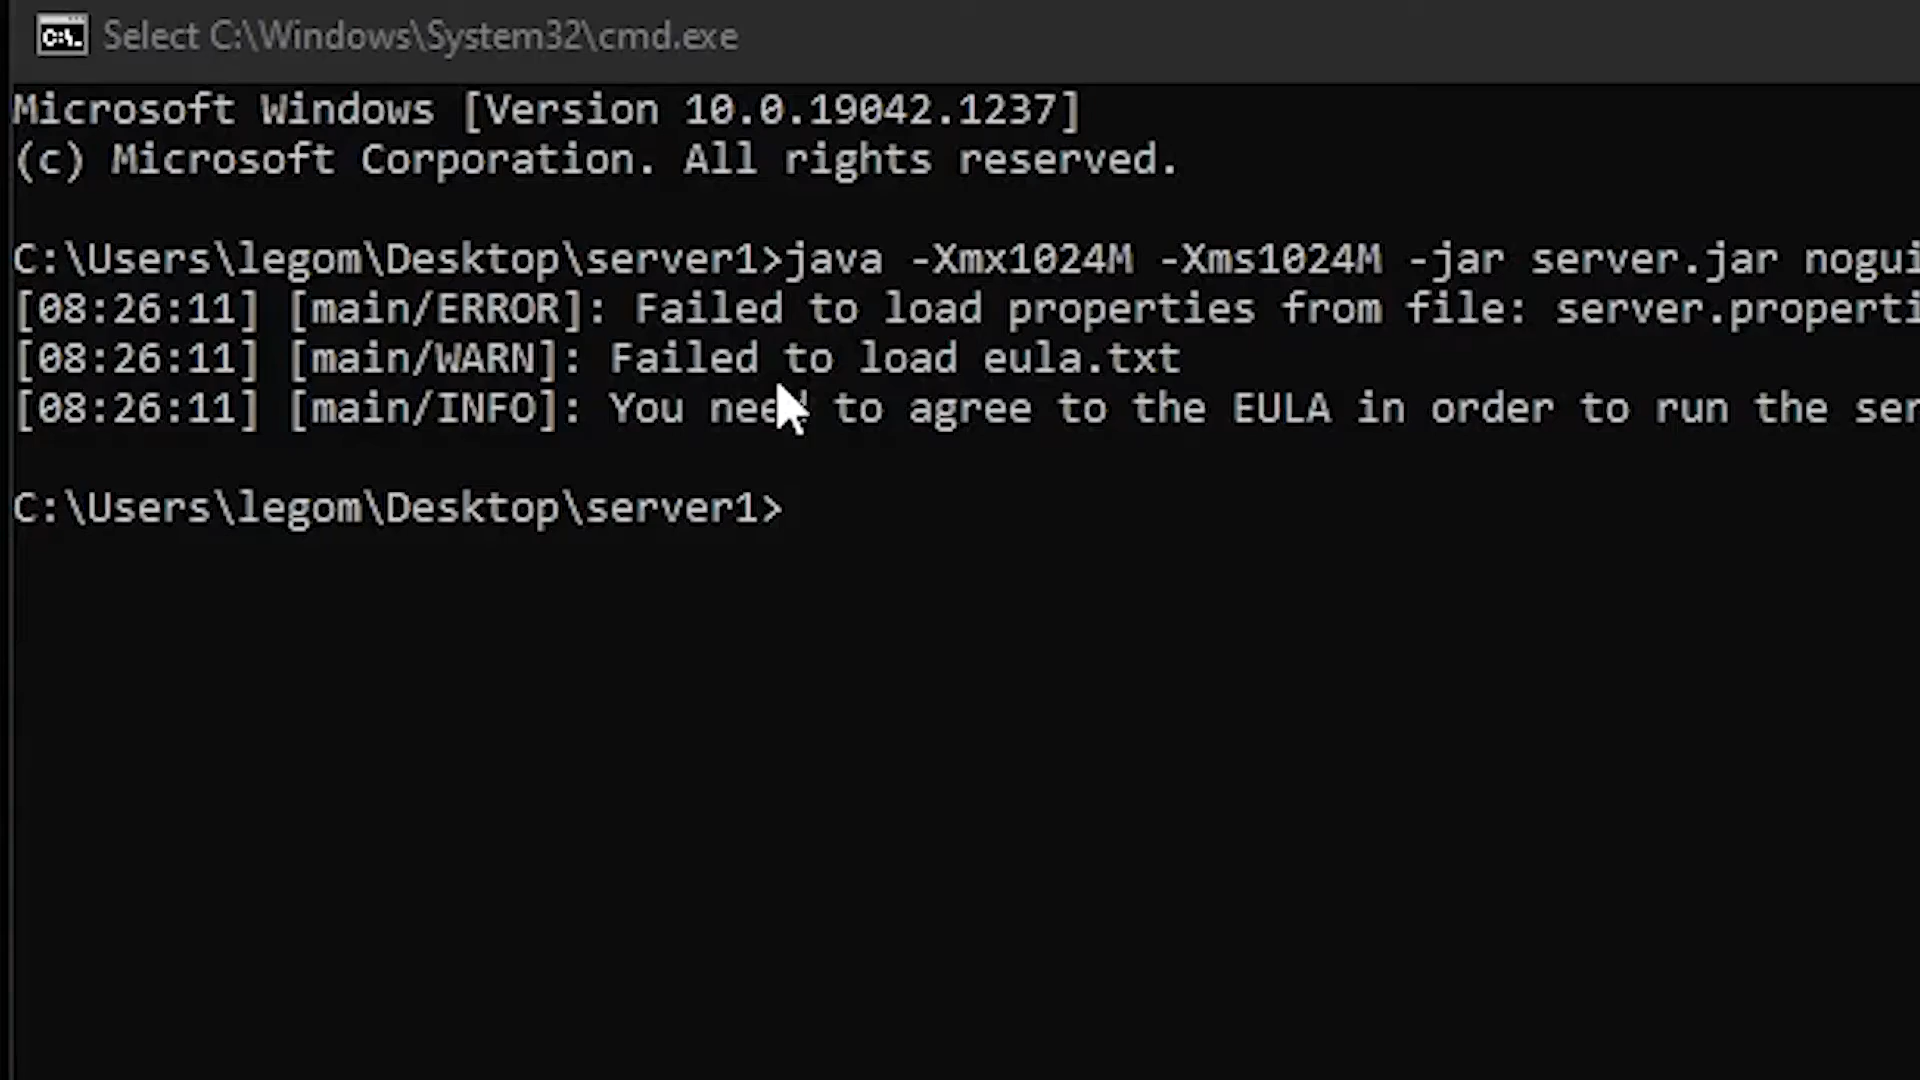 Select C:\Windows\System32\cmd.exe
Microsoft Windows [Version 10.0.19042.1237]
(c) Microsoft Corporation. All rights reserved.
C:\Users\legom\Desktop\server1>java -Xmx1024M -Xms1024M -jar server.jar nogui
[08:26:11] [main/ERROR]: Failed to load properties from file: server.properti
[08:26:11] [main/WARN]: Failed to load eula.txt
[08:26:11] [main/INFO]: You need to agree to the EULA in order to run the ser
C:\Users\legom\Desktop\server1>